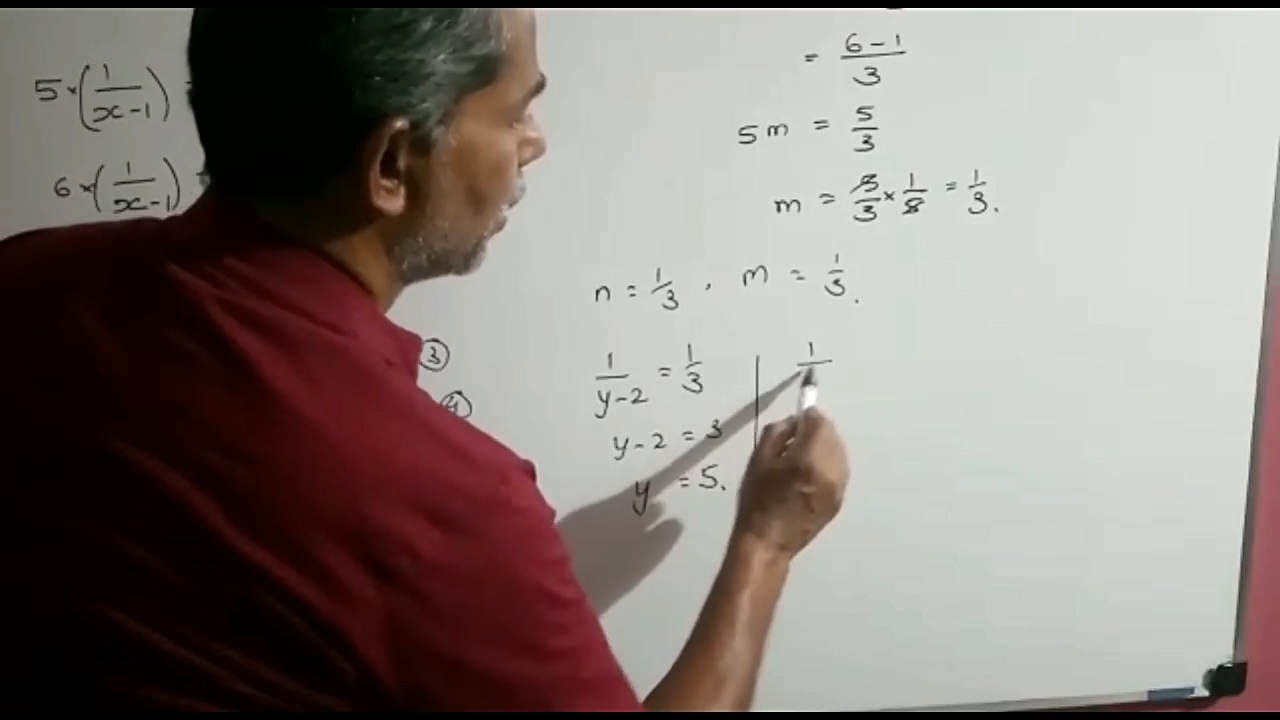 5 × (1/(x-1)) =
6 × (1/(x-1)) =
③
④
= (6-1)/3
5m = 5/3
m = 5/3 × 1/5 = 1/3.
n = 1/3 , m = 1/3.
1/(y-2) = 1/3 | 1/
y-2 = 3
y = 5.